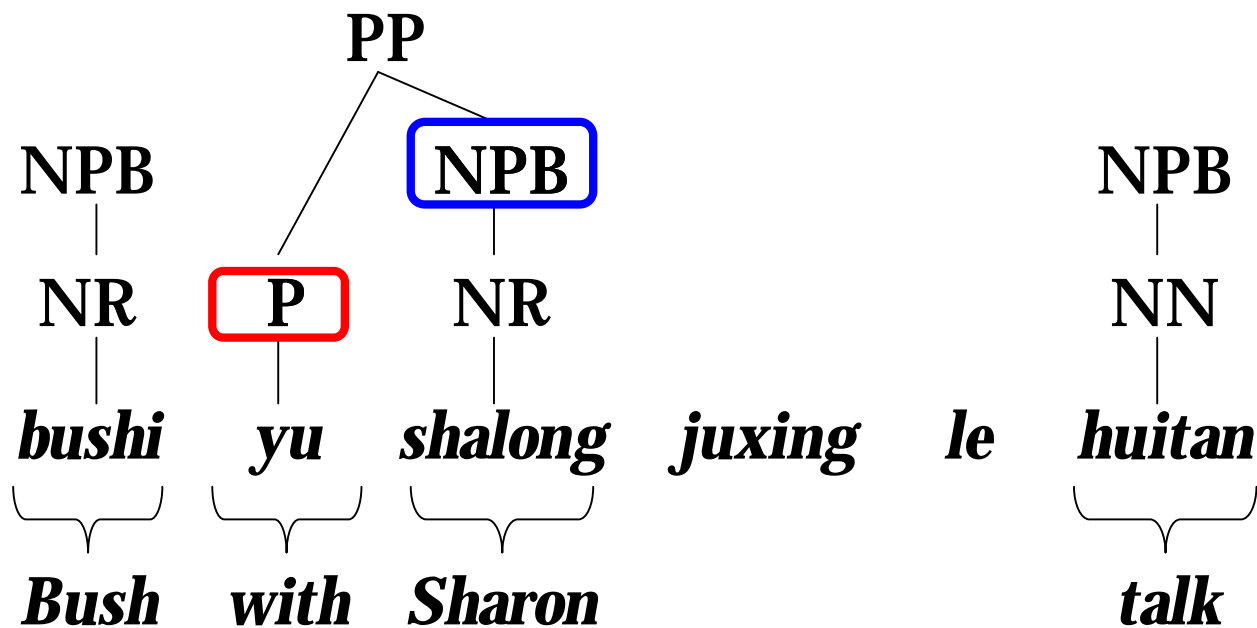 PP
NPB NPB NPB
NR P NR NN
bushi yu shalong juxing le huitan
Bush with Sharon talk